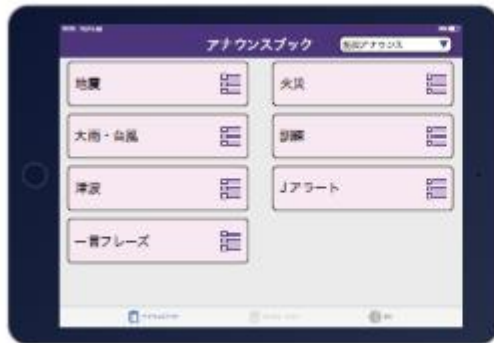 アナウンスブック
地震
火災
大雨・台風
訓練
津波
Jアラート
一言フレーズ